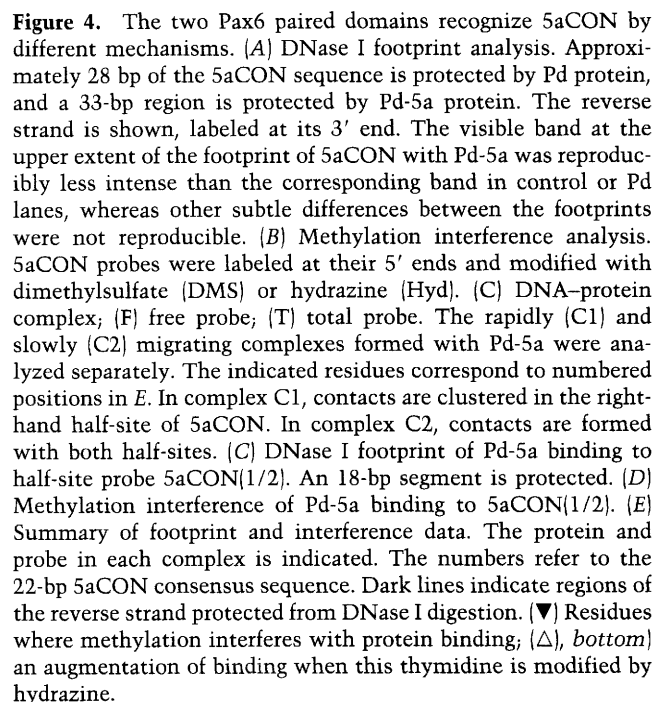 Figure 4. The two Pax6 paired domains recognize 5aCON by
different mechanisms. (A) DNase I footprint analysis. Approxi-
mately 28 bp of the 5aCON sequence is protected by Pd protein,
and a 33-bp region is protected by Pd-5a protein. The reverse
strand is shown, labeled at its 3′ end. The visible band at the
upper extent of the footprint of 5aCON with Pd-5a was reproduc-
ibly less intense than the corresponding band in control or Pd
lanes, whereas other subtle differences between the footprints
were not reproducible. (B) Methylation interference analysis.
5aCON probes were labeled at their 5′ ends and modified with
dimethylsulfate (DMS) or hydrazine (Hyd). (C) DNA–protein
complex; (F) free probe; (T) total probe. The rapidly (C1) and
slowly (C2) migrating complexes formed with Pd-5a were ana-
lyzed separately. The indicated residues correspond to numbered
positions in E. In complex C1, contacts are clustered in the right-
hand half-site of 5aCON. In complex C2, contacts are formed
with both half-sites. (C) DNase I footprint of Pd-5a binding to
half-site probe 5aCON(1/2). An 18-bp segment is protected. (D)
Methylation interference of Pd-5a binding to 5aCON(1/2). (E)
Summary of footprint and interference data. The protein and
probe in each complex is indicated. The numbers refer to the
22-bp 5aCON consensus sequence. Dark lines indicate regions of
the reverse strand protected from DNase I digestion. (▼) Residues
where methylation interferes with protein binding; (△), bottom)
an augmentation of binding when this thymidine is modified by
hydrazine.